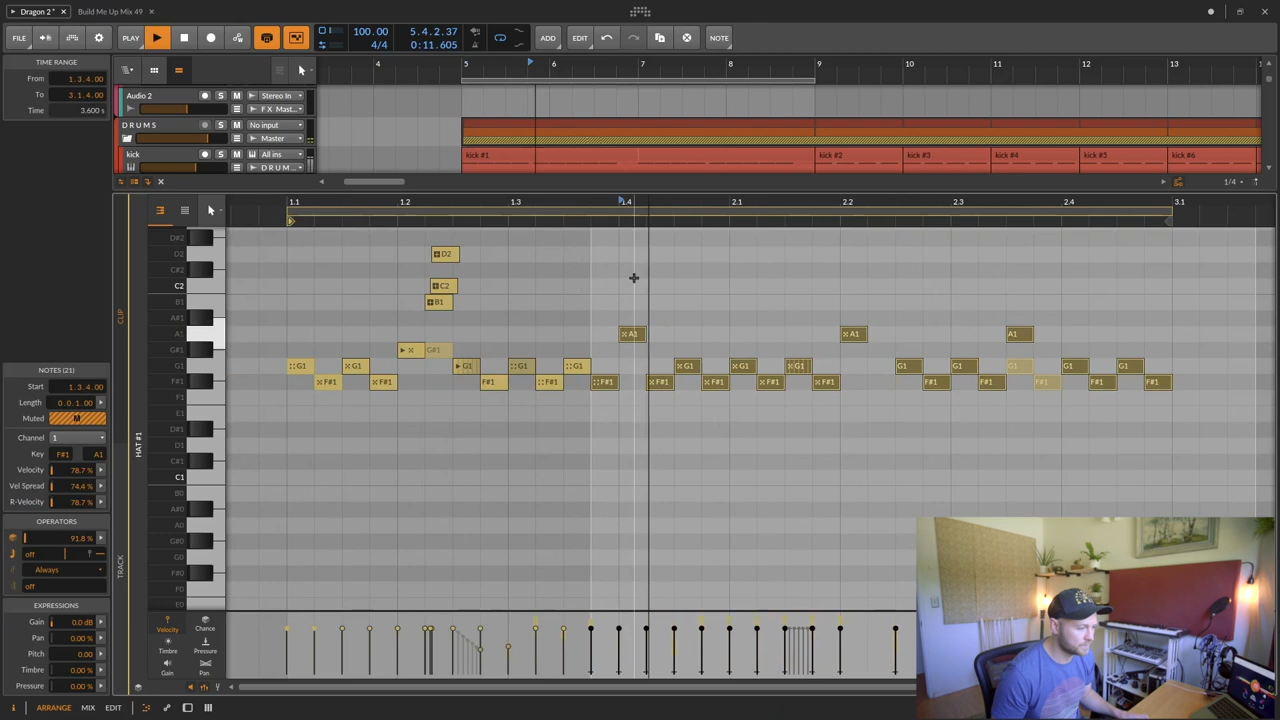 Dragon 2*
Build Me Up Mix 49
FILE
PLAY
100.00
4/4
5.4.2.37
0:11.605
ADD
EDIT
NOTE
TIME RANGE
From 1.3.4.00
To 3.1.4.00
Time 3.600 s
4 5 6 7 8 9 10 11 12 13
Audio 2 S M Stereo In
FX Mast...
DRUMS S M No input
Master
kick S M All ins
DRUM...
kick #1 kick #2 kick #3 kick #4 kick #5 kick #6
1/4
1.1 1.2 1.3 1.4 2.1 2.2 2.3 2.4 3.1
CLIP
HAT #1
TRACK
D#2
D2 D2
C#2
C2 C2
B1 B1
A#1
A1 A1 A1 A1
G#1 G#1
G1 G1 G1 G1 G1 G1 G1 G1 G1 G1 G1 G1 G1 G1
F#1 F#1 F#1 F#1 F#1 F#1 F#1 F#1 F#1 F#1 F#1 F#1 F#1 F#1 F#1
F1
E1
D#1
D1
C#1
C1
B0
A#0
A0
G#0
G0
F#0
F0
E0
NOTES (21)
Start 1.3.4.00
Length 0.0.1.00
Muted M
Channel 1
Key F#1 A1
Velocity 78.7 %
Vel Spread 74.4 %
R-Velocity 78.7 %
OPERATORS
91.8 %
off
Always
off
EXPRESSIONS
Gain 0.0 dB
Pan 0.00 %
Pitch 0.00
Timbre 0.00 %
Pressure 0.00 %
Velocity Chance
Timbre Pressure
Gain Pan
ARRANGE MIX EDIT